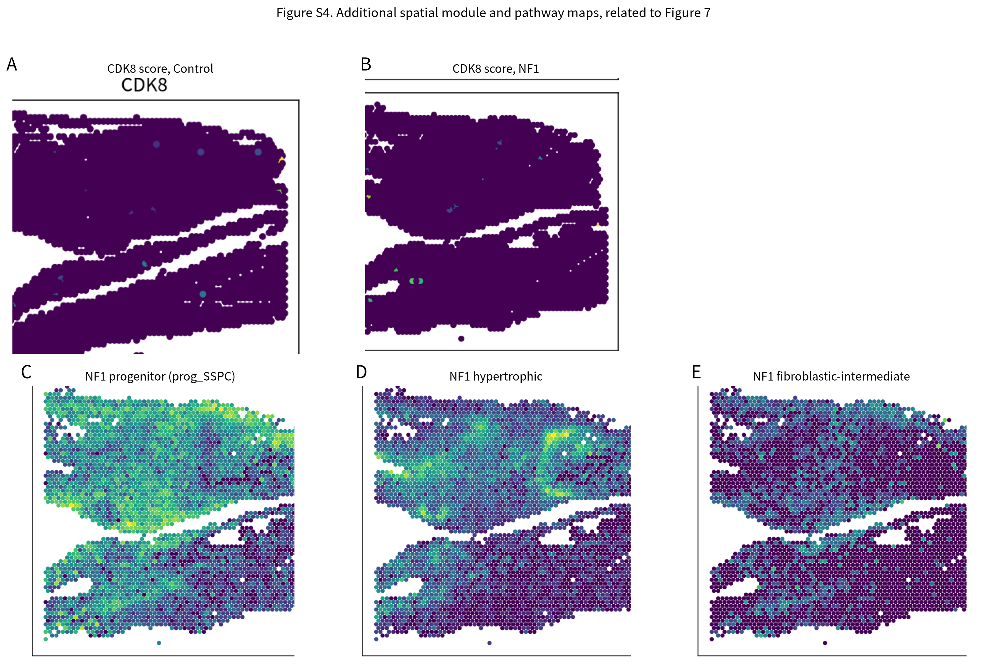 Figure S4. Additional spatial module and pathway maps, related to Figure 7
A
CDK8 score, Control
CDK8
B
CDK8 score, NF1
C
NF1 progenitor (prog_SSPC)
D
NF1 hypertrophic
E
NF1 fibroblastic-intermediate